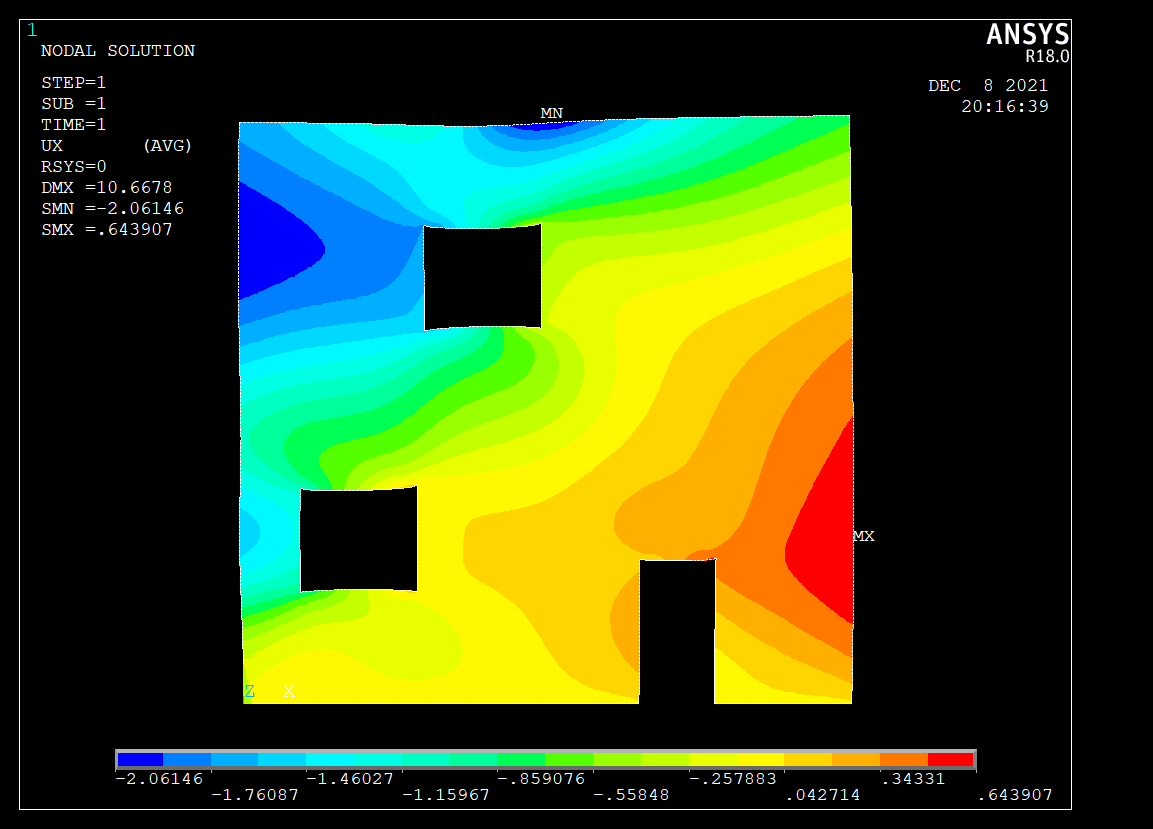 1
ANSYS
R18.0
NODAL SOLUTION
STEP=1
SUB =1
TIME=1
UX (AVG)
RSYS=0
DMX =10.6678
SMN =-2.06146
SMX =.643907
DEC 8 2021
20:16:39
MN
MX
Z X
-2.06146 -1.46027 -.859076 -.257883 .34331
-1.76087 -1.15967 -.55848 .042714 .643907